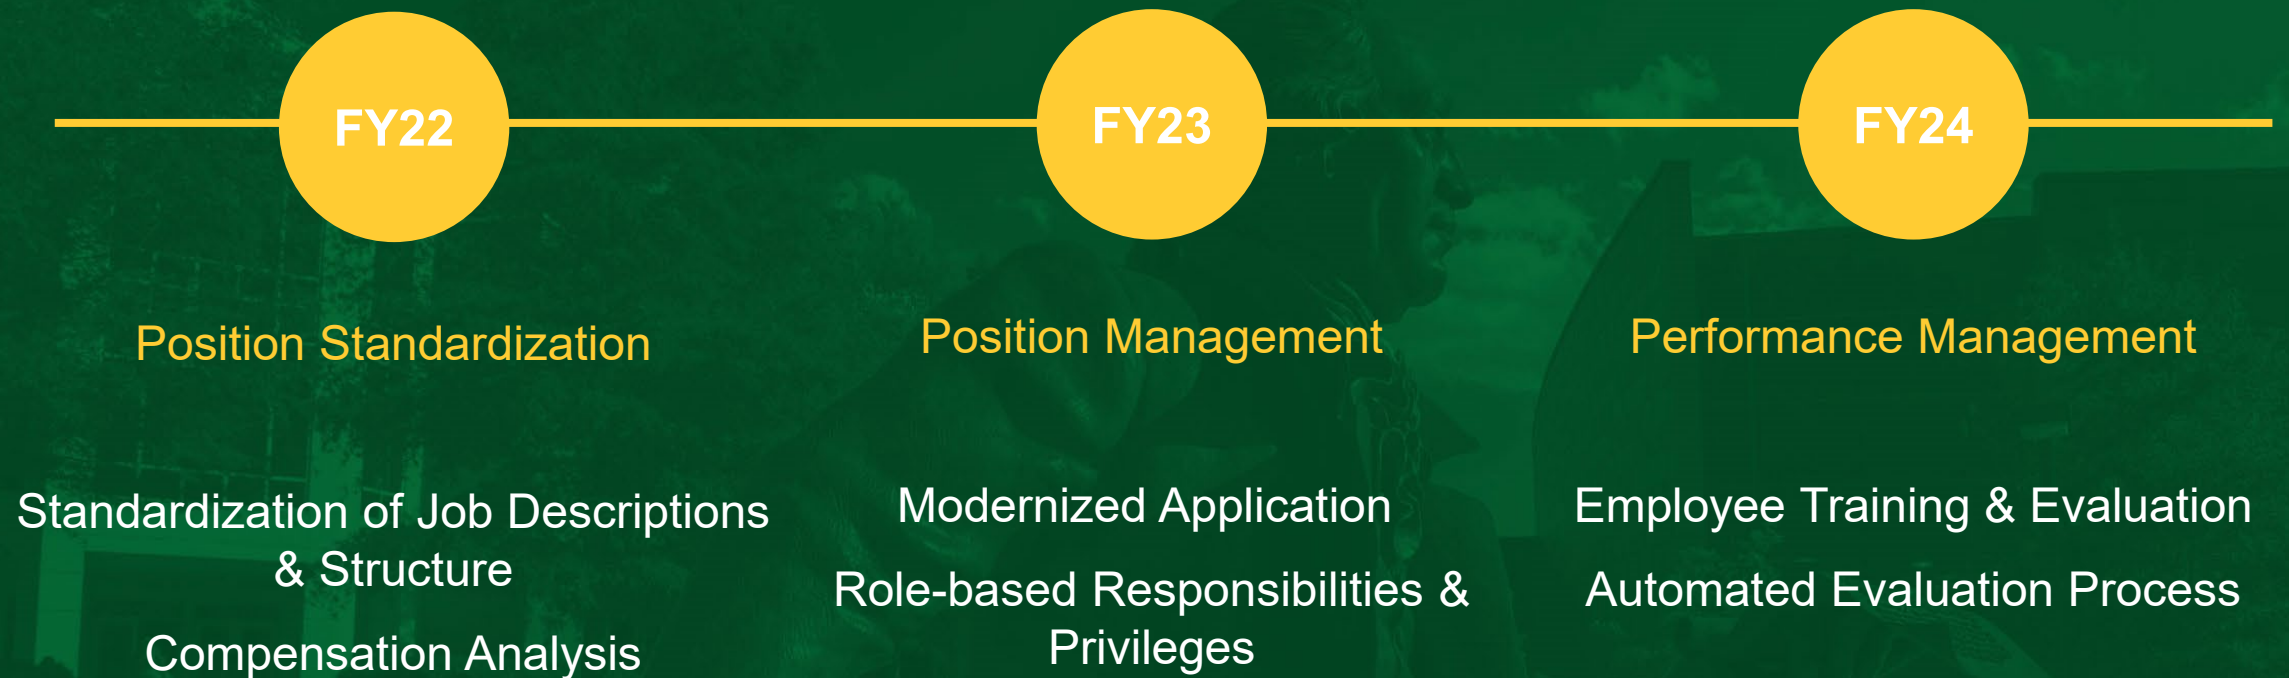 FY22
FY23
FY24
Position Standardization
Position Management
Performance Management
Standardization of Job Descriptions
& Structure
Compensation Analysis
Modernized Application
Role-based Responsibilities &
Privileges
Employee Training & Evaluation
Automated Evaluation Process